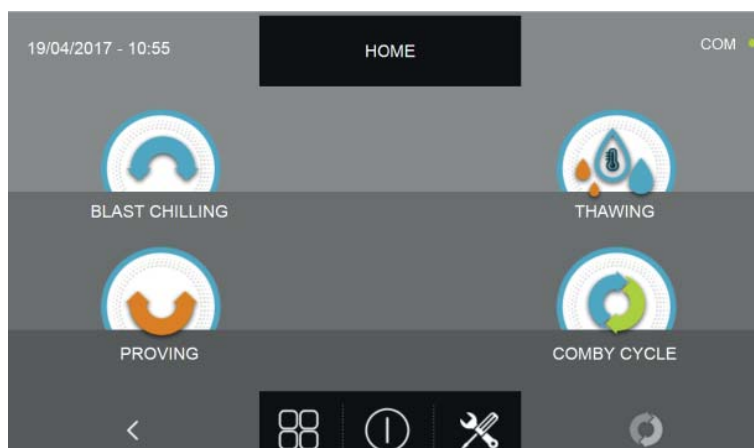 19/04/2017 - 10:55
HOME
COM
BLAST CHILLING
THAWING
PROVING
COMBY CYCLE